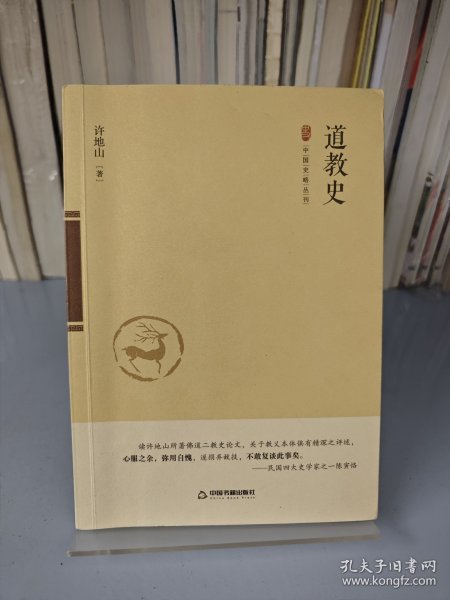 道教史
中国史略丛刊
许地山［著］
读许地山所著佛道二教史论文，关于教义本体俱有精深之评述，
心服之余，弥用自愧，遂捐弃故技，不敢复谈此事矣。
——民国四大史学家之一陈寅恪
中国书籍出版社
China Book Press
孔夫子旧书网
www.kongfz.com